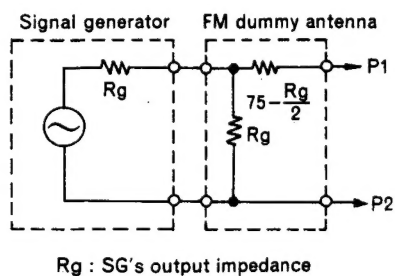 Signal generator
FM dummy antenna
Rg
75 - Rg/2
Rg
P1
P2
Rg : SG's output impedance